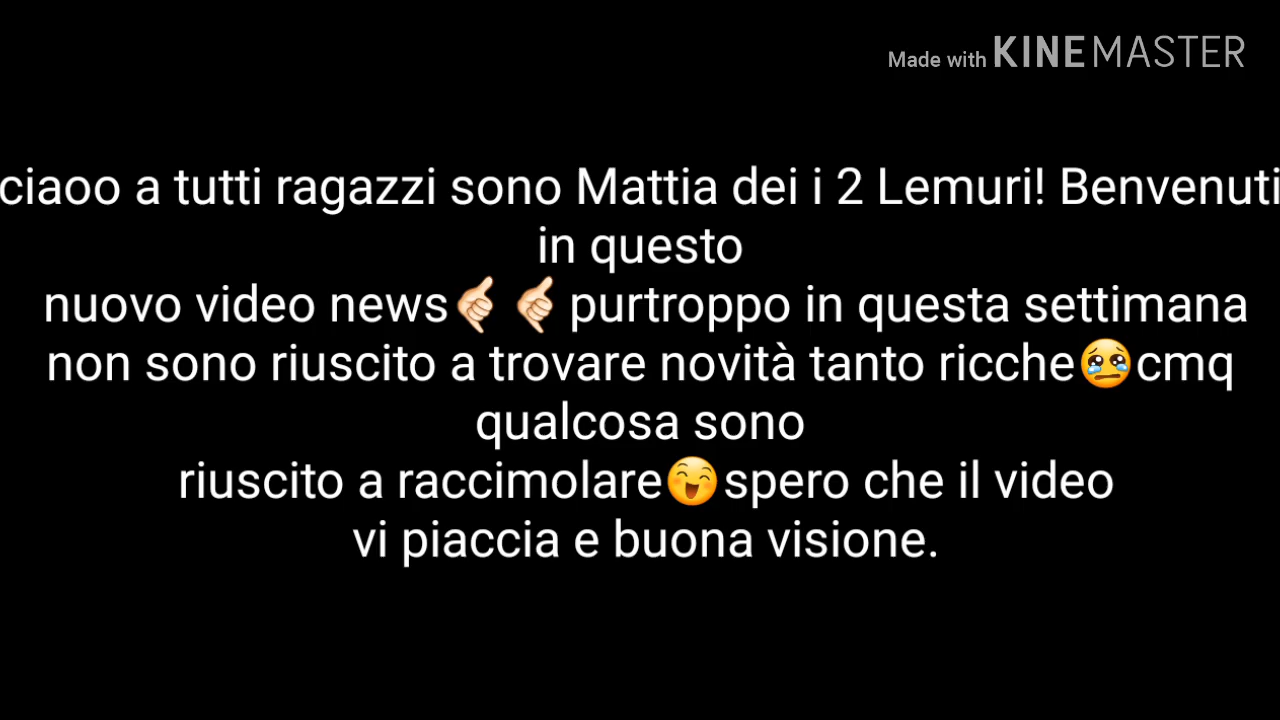 Made with KINEMASTER
ciaoo a tutti ragazzi sono Mattia dei i 2 Lemuri! Benvenuti
in questo
nuovo video news🤙🏻🤙🏻purtroppo in questa settimana
non sono riuscito a trovare novità tanto ricche😢cmq
qualcosa sono
riuscito a raccimolare😄spero che il video
vi piaccia e buona visione.